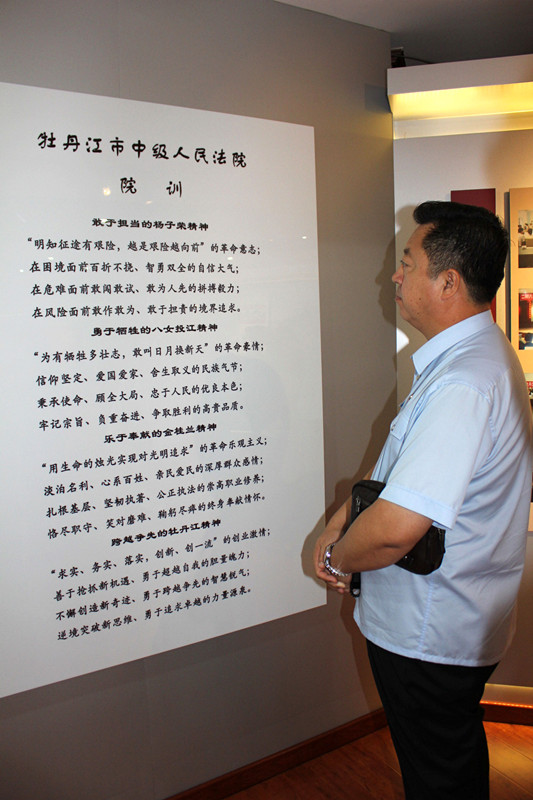 牡丹江市中级人民法院
院 训
敢于担当的杨子荣精神
“明知征途有艰险，越是艰险越向前”的革命意志；
在困境面前百折不挠、智勇双全的自信大气；
在危难面前敢闯敢试、敢为人先的拼搏毅力；
在风险面前敢作敢为、敢于担责的境界追求。
勇于牺牲的八女投江精神
“为有牺牲多壮志，敢叫日月换新天”的革命豪情；
信仰坚定、爱国爱家、舍生取义的民族气节；
秉承使命、顾全大局、忠于人民的优良本色；
牢记宗旨、负重奋进、争取胜利的高贵品质。
乐于奉献的金桂兰精神
“用生命的烛光实现对光明追求”的革命乐观主义；
淡泊名利、心系百姓、亲民爱民的深厚群众感情；
扎根基层、坚韧执著、公正执法的崇高职业修养；
恪尽职守、笑对磨难、鞠躬尽瘁的终身奉献情怀。
跨越争先的牡丹江精神
“求实、务实、落实，创新、创一流”的创业激情；
善于抢抓新机遇、勇于超越自我的胆量魄力；
不懈创造新奇迹、勇于跨越争先的智慧锐气；
逆境突破新思维、勇于追求卓越的力量源泉。